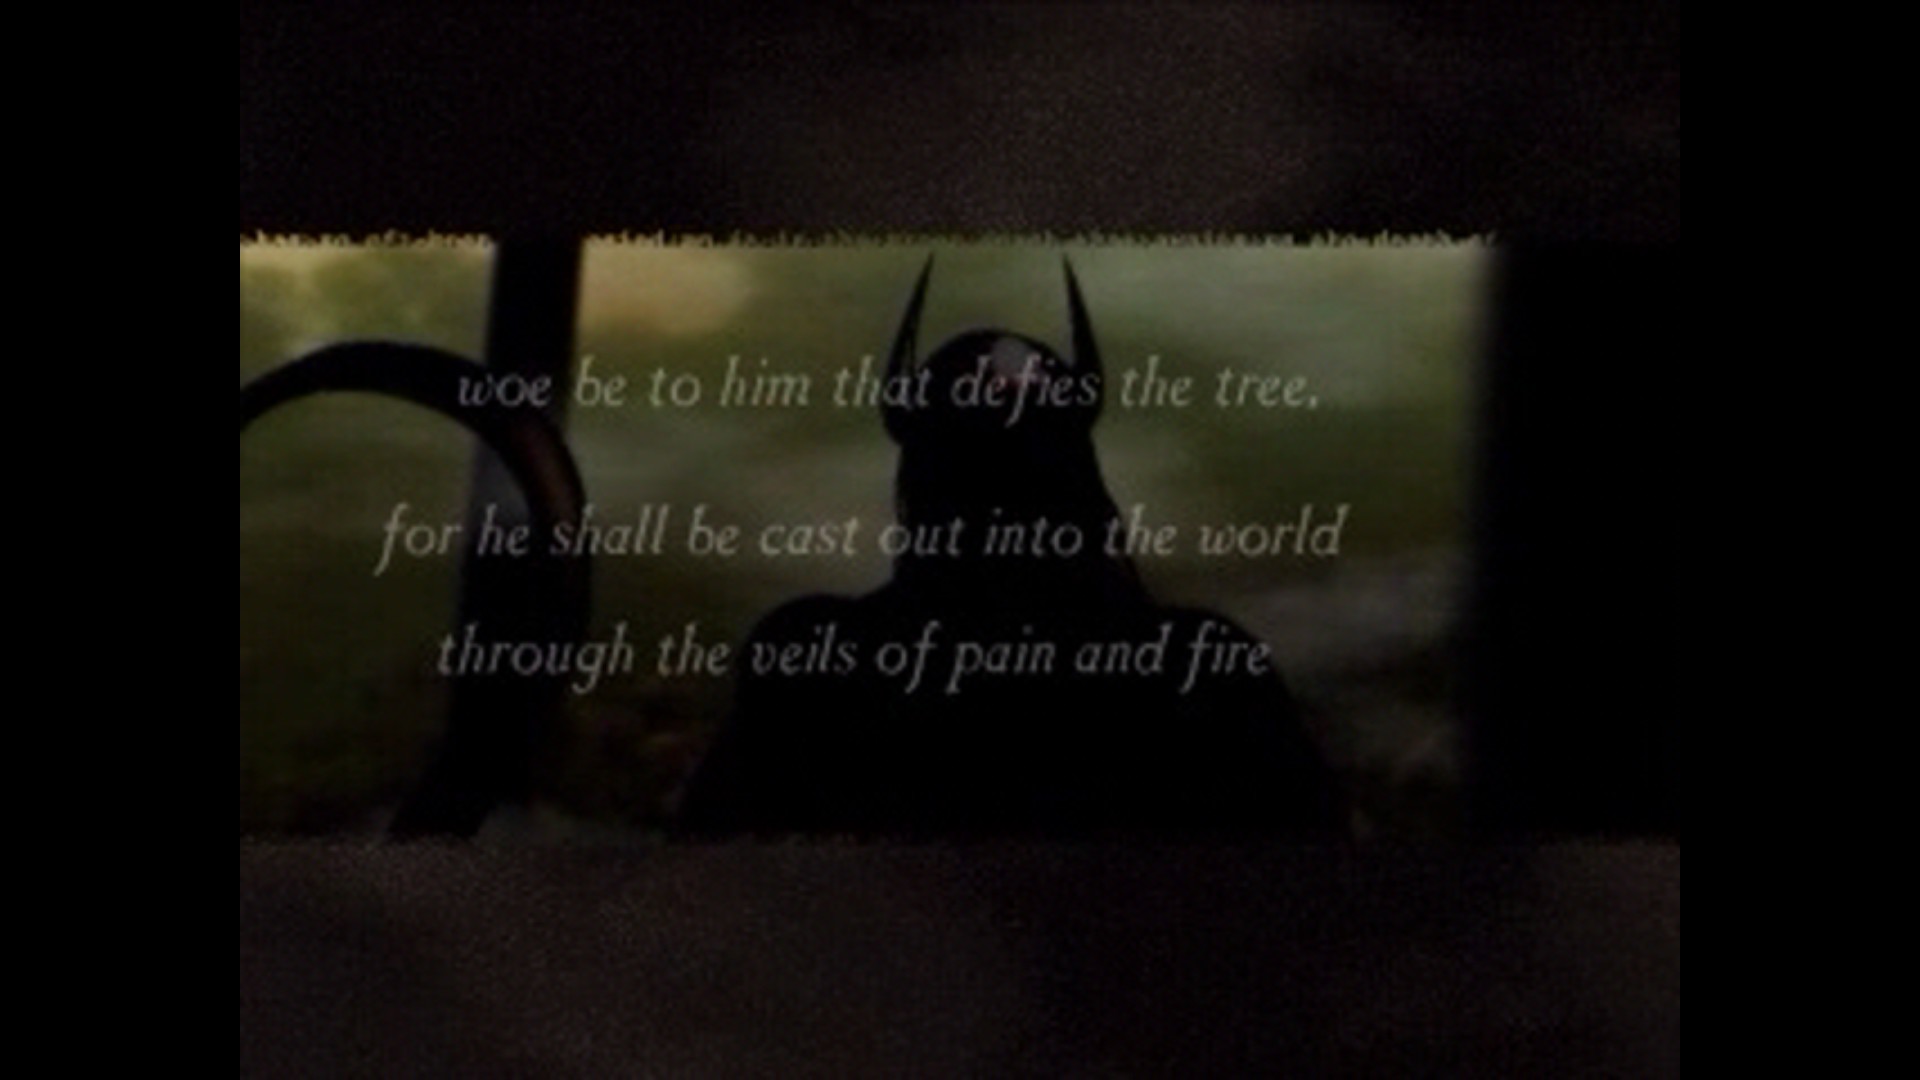 woe be to him that defies the tree,
for he shall be cast out into the world
through the veils of pain and fire